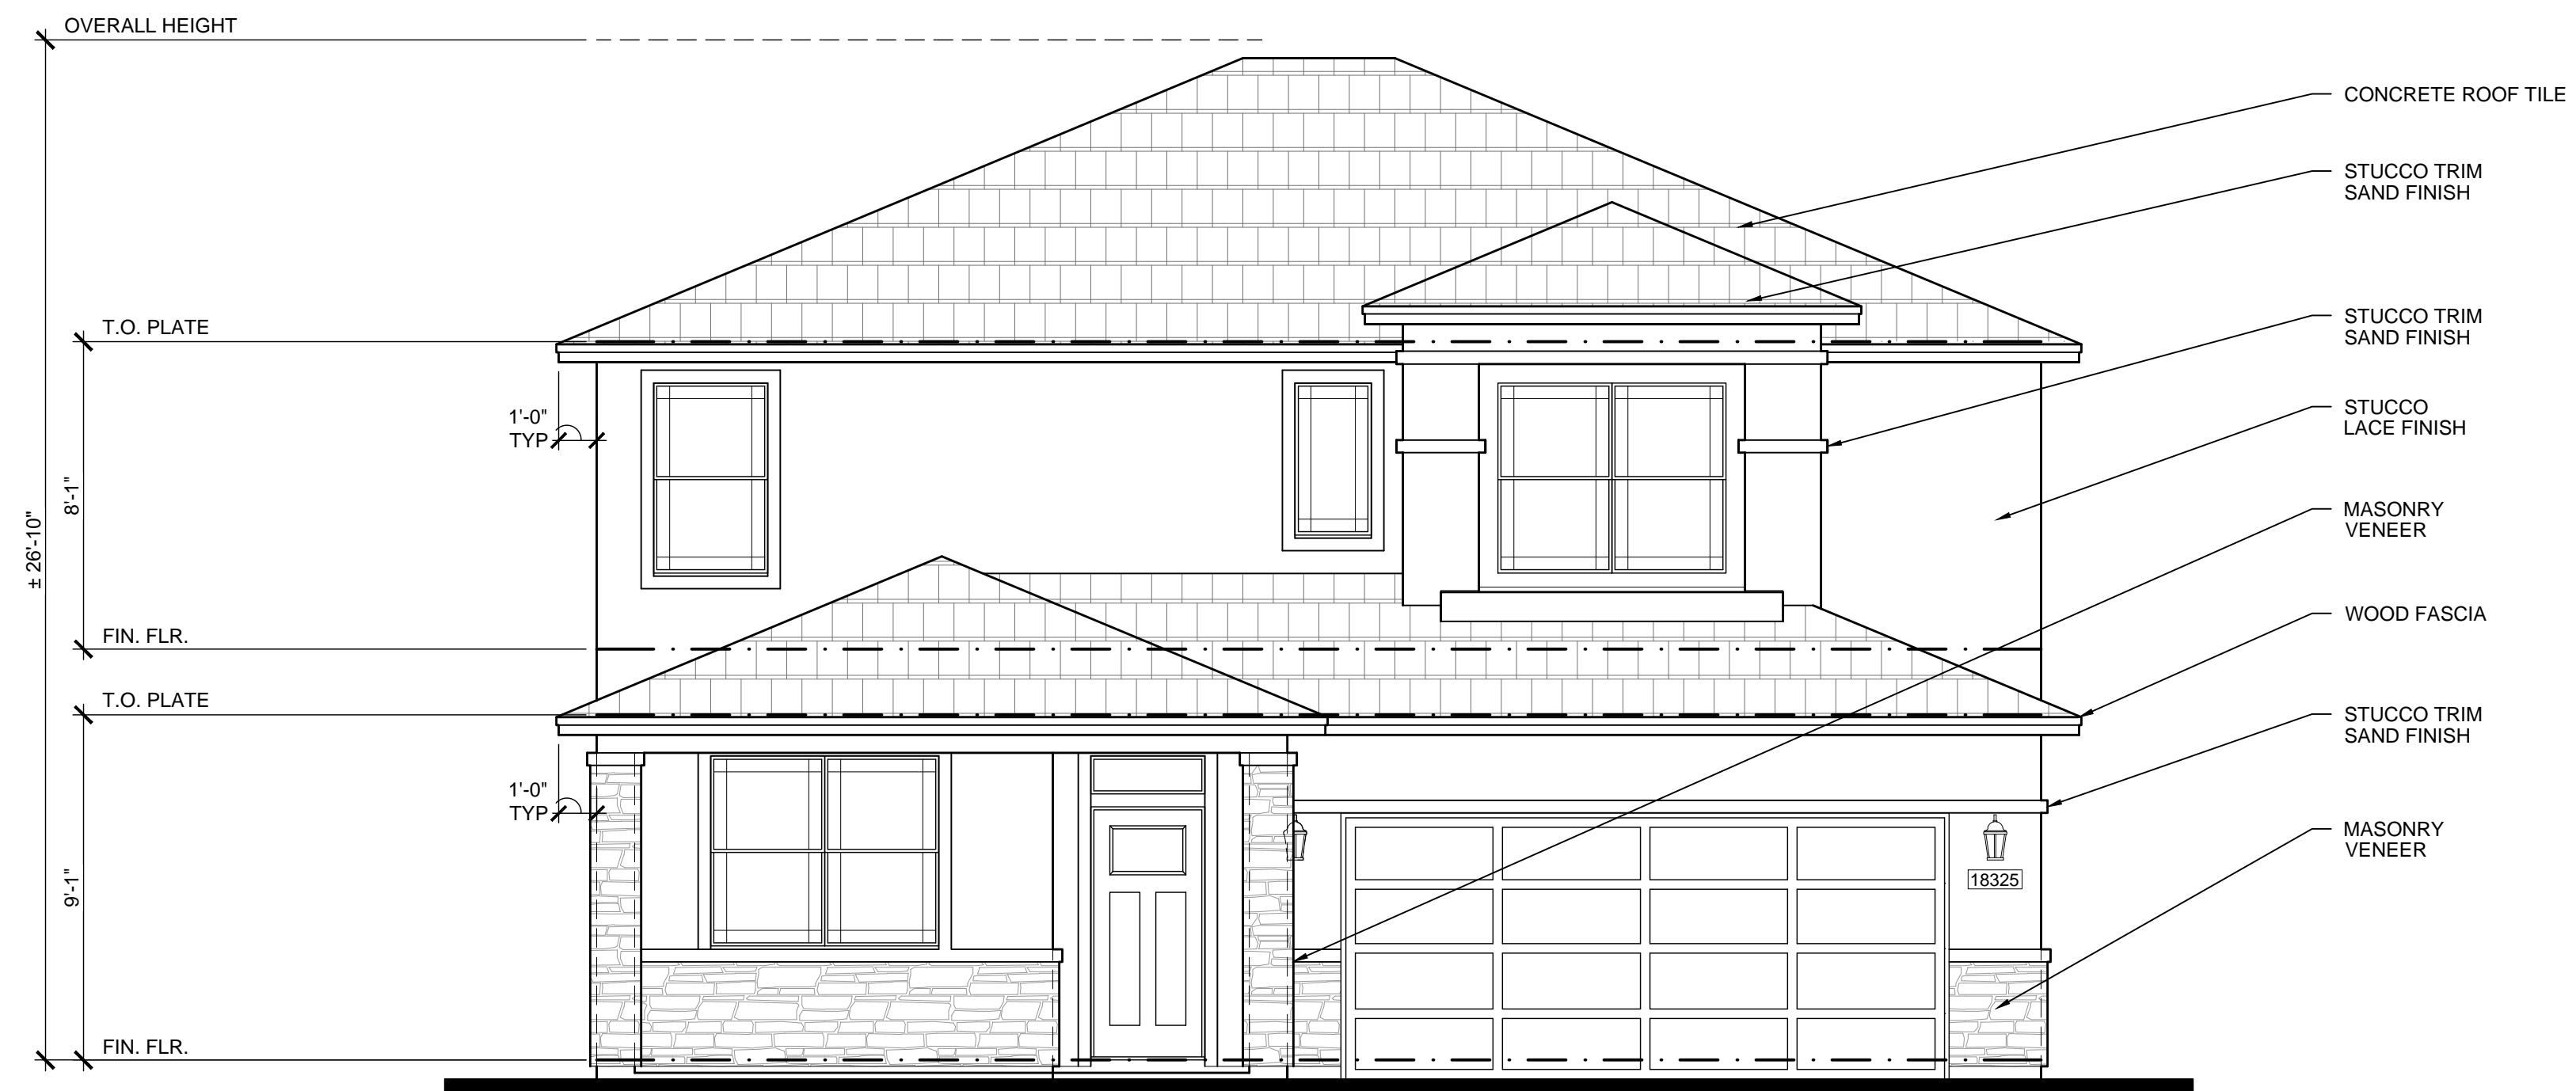 OVERALL HEIGHT
CONCRETE ROOF TILE
STUCCO TRIM
SAND FINISH
T.O. PLATE
STUCCO TRIM
SAND FINISH
1'-0"
TYP
8'-1"
STUCCO
LACE FINISH
± 26'-10"
MASONRY
VENEER
FIN. FLR.
WOOD FASCIA
T.O. PLATE
STUCCO TRIM
SAND FINISH
1'-0"
TYP
9'-1"
MASONRY
VENEER
18325
FIN. FLR.